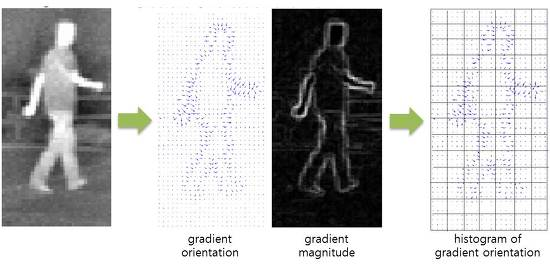 gradient
orientation
gradient
magnitude
histogram of
gradient orientation